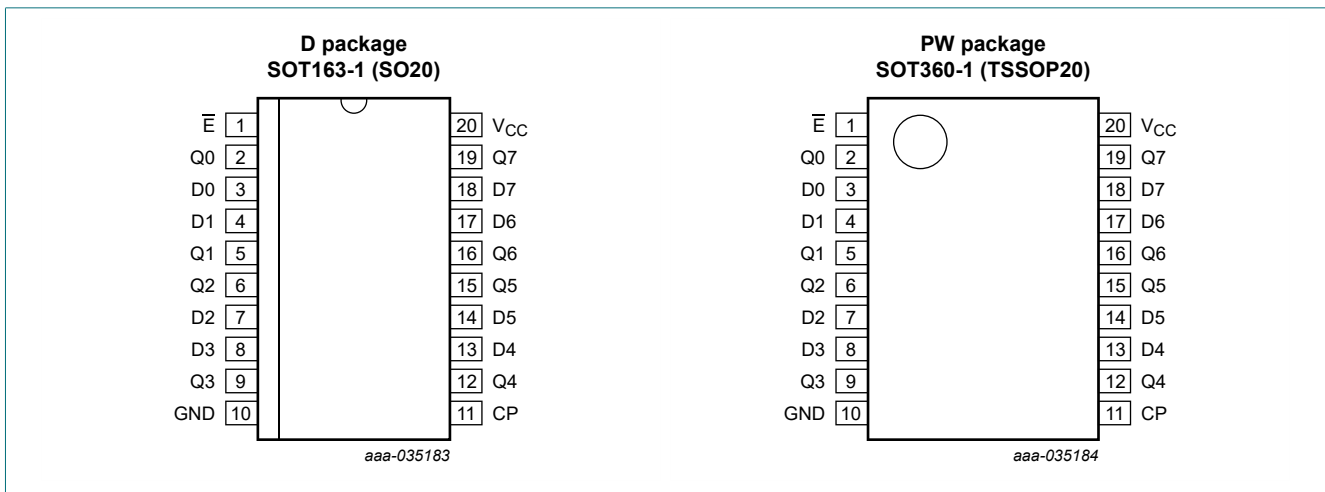 D package
SOT163-1 (SO20)
E̅ 1 20 VCC
Q0 2 19 Q7
D0 3 18 D7
D1 4 17 D6
Q1 5 16 Q6
Q2 6 15 Q5
D2 7 14 D5
D3 8 13 D4
Q3 9 12 Q4
GND 10 11 CP
aaa-035183
PW package
SOT360-1 (TSSOP20)
E̅ 1 20 VCC
Q0 2 19 Q7
D0 3 18 D7
D1 4 17 D6
Q1 5 16 Q6
Q2 6 15 Q5
D2 7 14 D5
D3 8 13 D4
Q3 9 12 Q4
GND 10 11 CP
aaa-035184